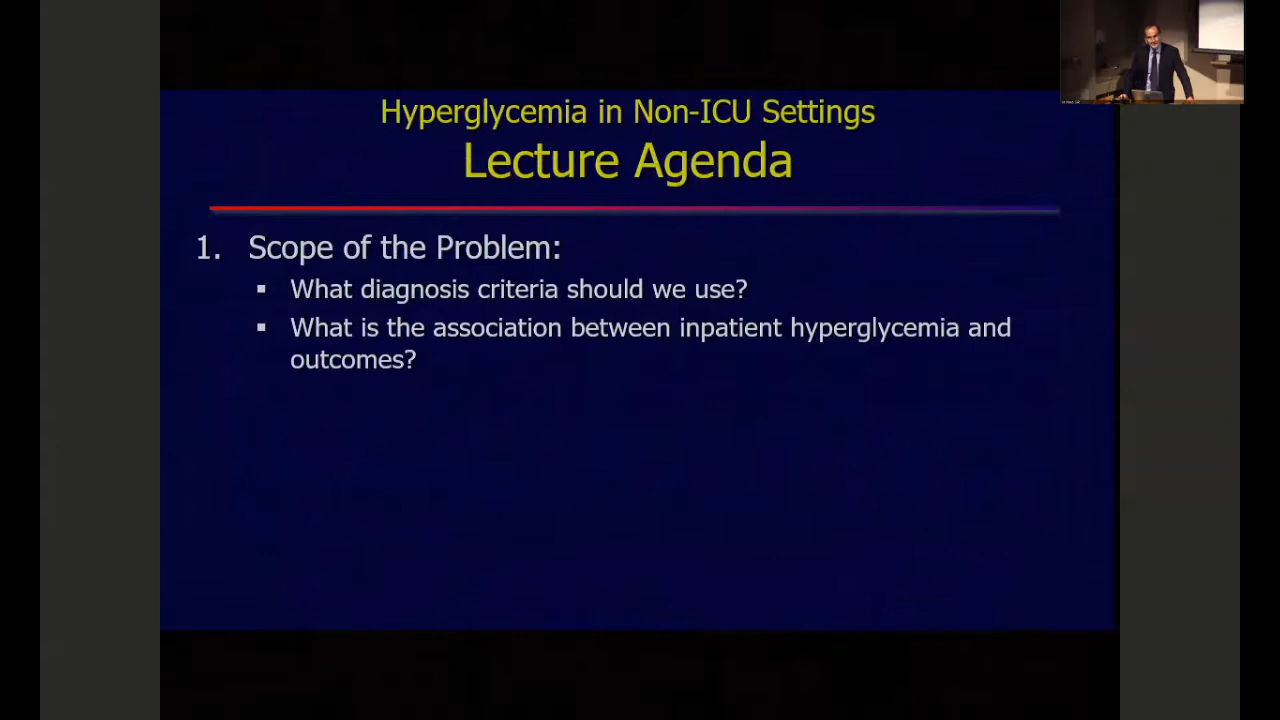 Hyperglycemia in Non-ICU Settings
Lecture Agenda
1. Scope of the Problem:
▪ What diagnosis criteria should we use?
▪ What is the association between inpatient hyperglycemia and
outcomes?